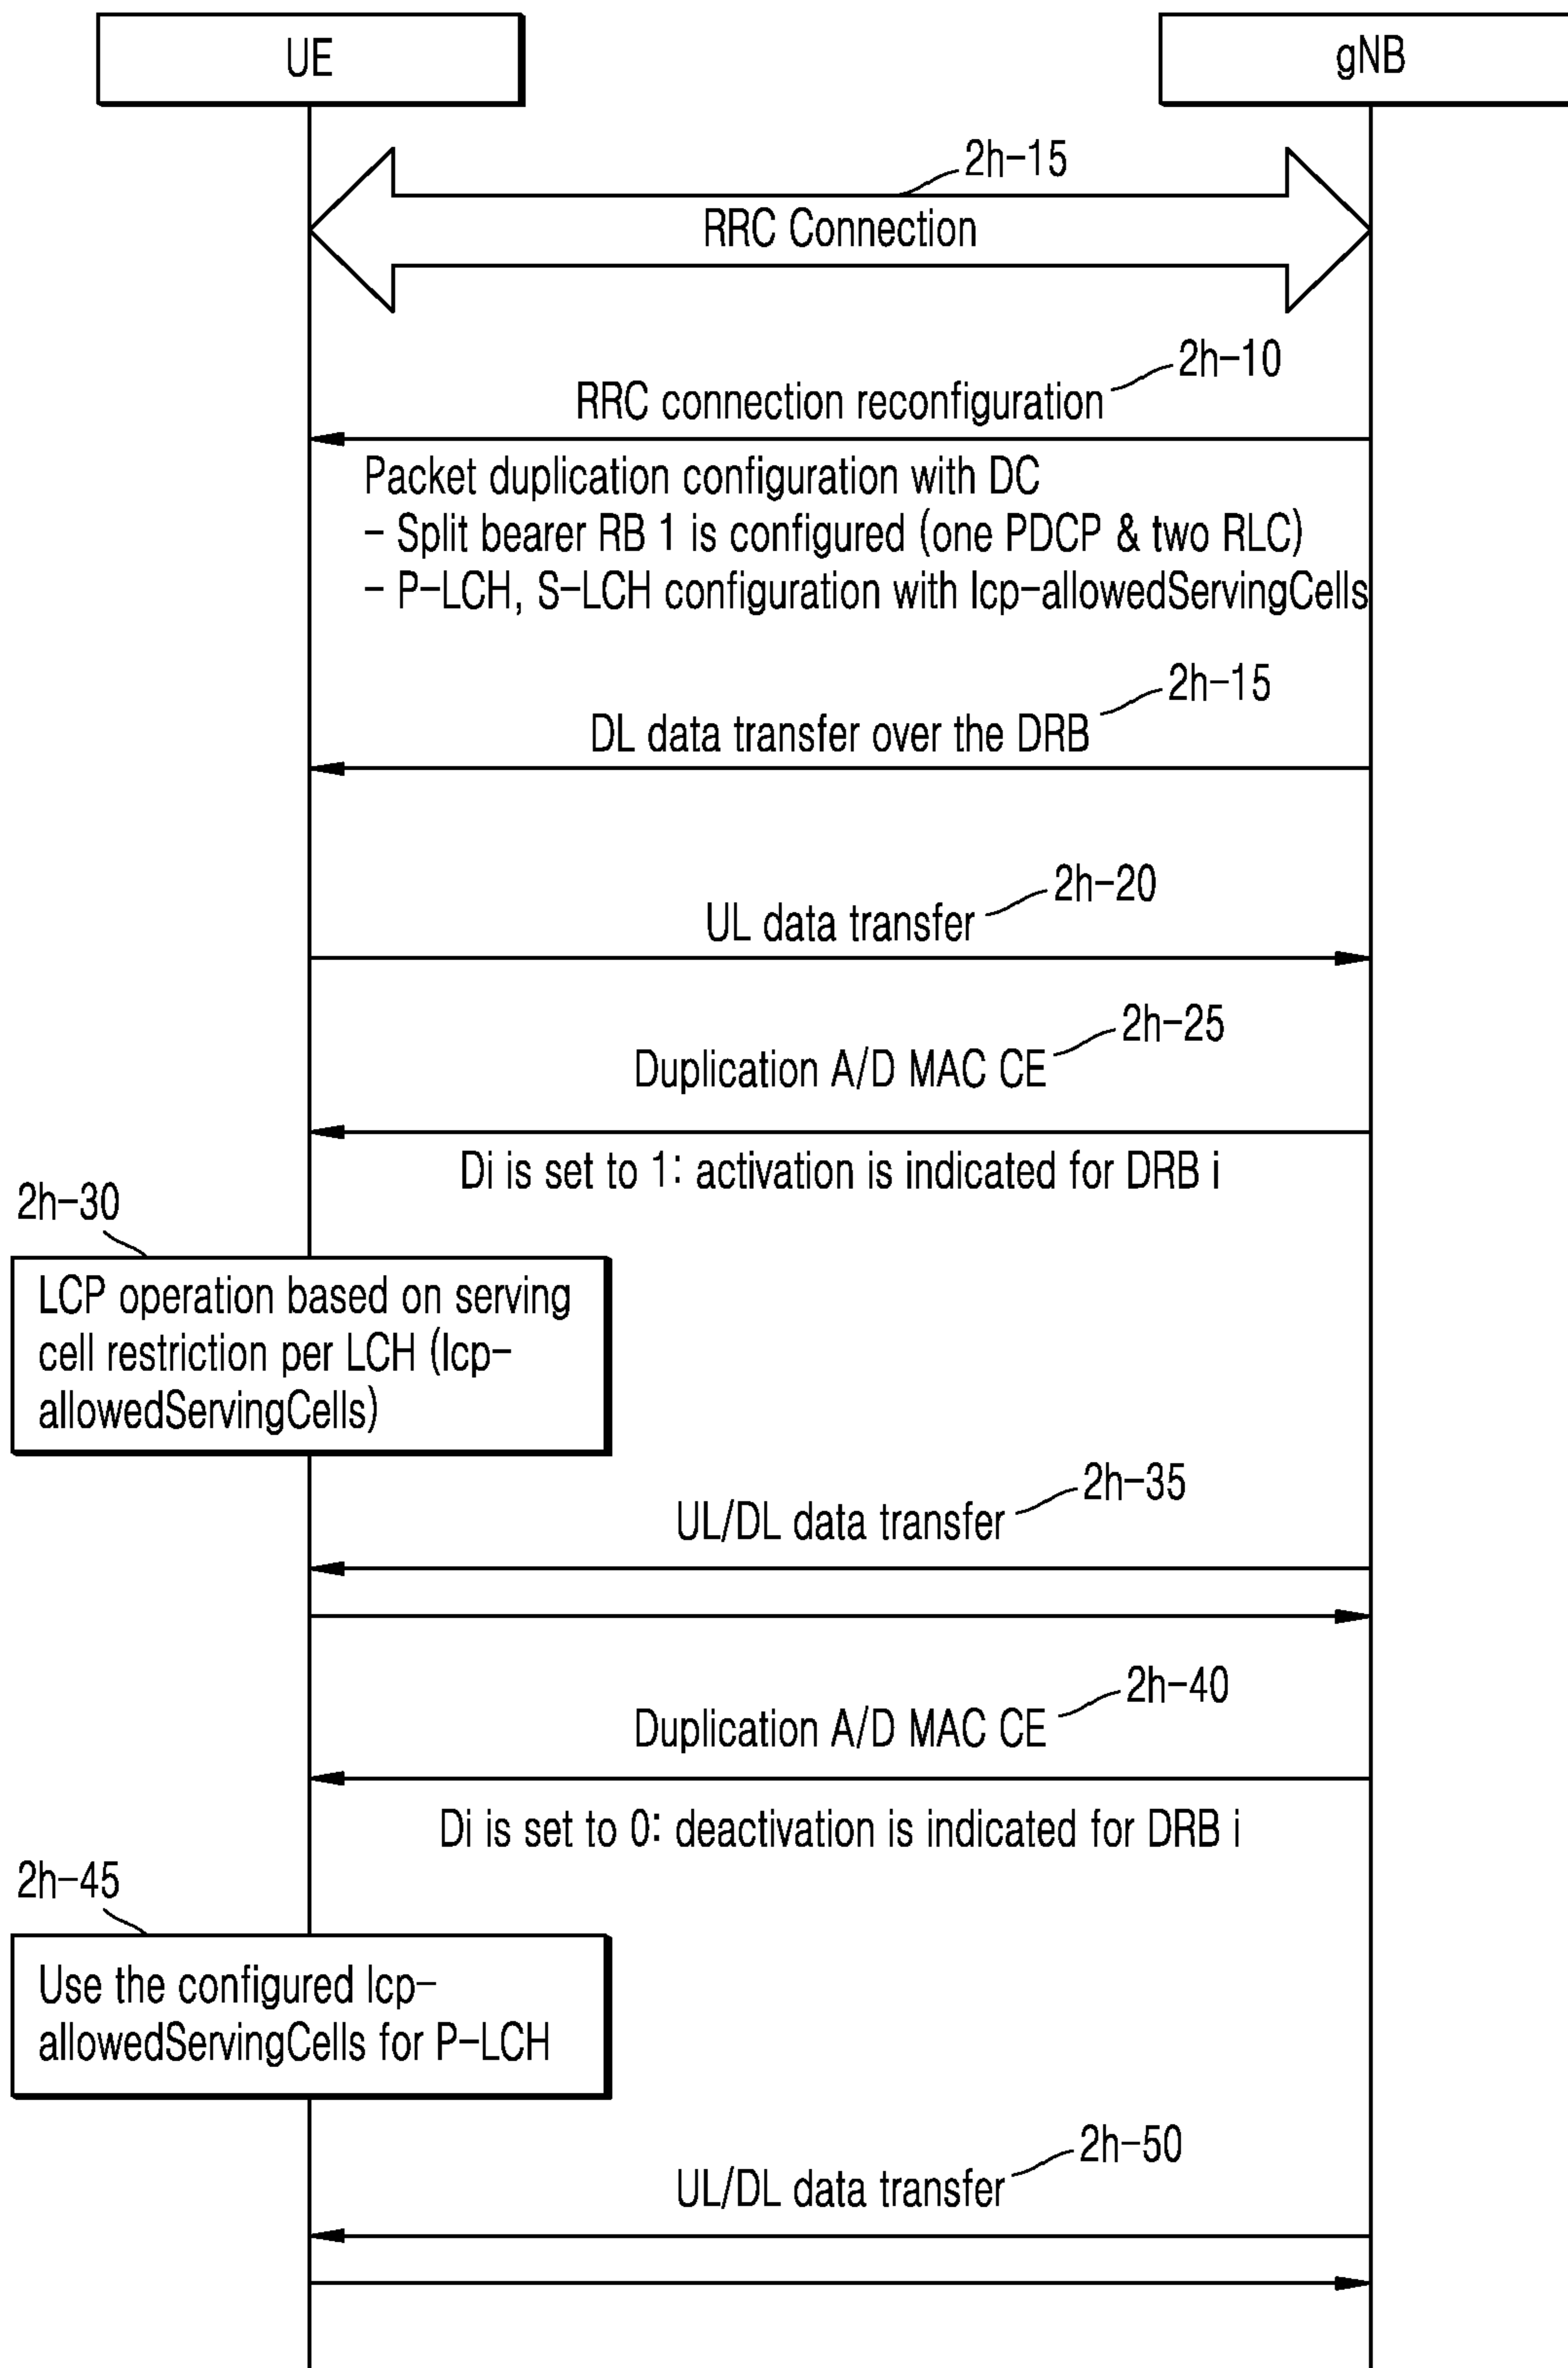 UE
gNB
2h-15
RRC Connection
2h-10
RRC connection reconfiguration
Packet duplication configuration with DC
- Split bearer RB 1 is configured (one PDCP & two RLC)
- P-LCH, S-LCH configuration with lcp-allowedServingCells
2h-15
DL data transfer over the DRB
2h-20
UL data transfer
2h-25
Duplication A/D MAC CE
Di is set to 1: activation is indicated for DRB i
2h-30
LCP operation based on serving
cell restriction per LCH (lcp-
allowedServingCells)
2h-35
UL/DL data transfer
2h-40
Duplication A/D MAC CE
Di is set to 0: deactivation is indicated for DRB i
2h-45
Use the configured lcp-
allowedServingCells for P-LCH
2h-50
UL/DL data transfer